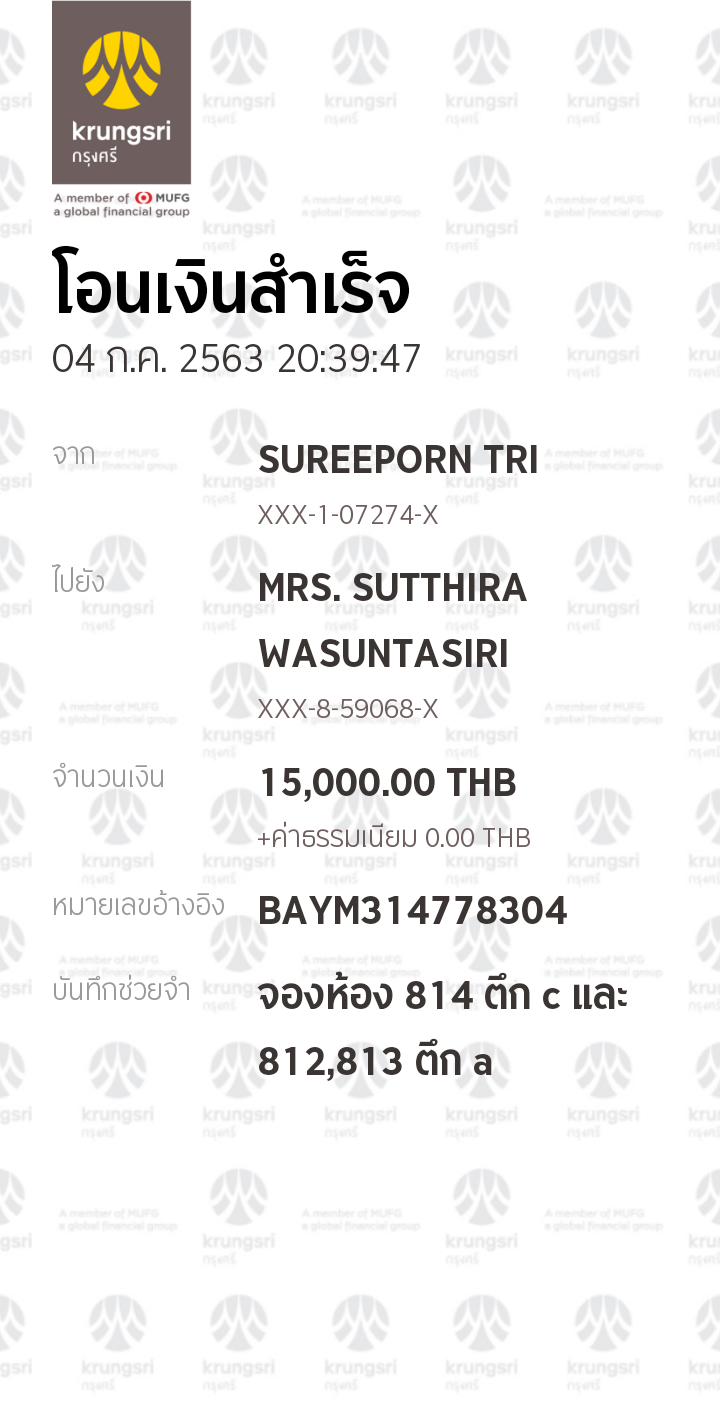 krungsri
กรุงศรี
A member of MUFG
a global financial group
โอนเงินสำเร็จ
04 ก.ค. 2563 20:39:47
จาก SUREEPORN TRI
XXX-1-07274-X
ไปยัง MRS. SUTTHIRA
WASUNTASIRI
XXX-8-59068-X
จำนวนเงิน 15,000.00 THB
+ค่าธรรมเนียม 0.00 THB
หมายเลขอ้างอิง BAYM314778304
บันทึกช่วยจำ จองห้อง 814 ตึก c และ
812,813 ตึก a